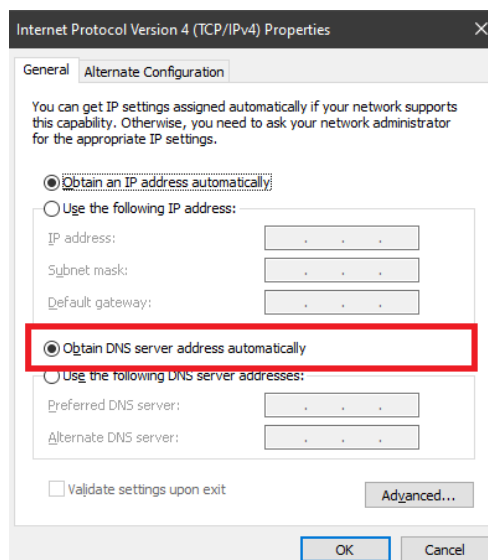 Internet Protocol Version 4 (TCP/IPv4) Properties
General
Alternate Configuration
You can get IP settings assigned automatically if your network supports
this capability. Otherwise, you need to ask your network administrator
for the appropriate IP settings.
Obtain an IP address automatically
Use the following IP address:
IP address:
Subnet mask:
Default gateway:
Obtain DNS server address automatically
Use the following DNS server addresses:
Preferred DNS server:
Alternate DNS server:
Validate settings upon exit
Advanced...
OK
Cancel